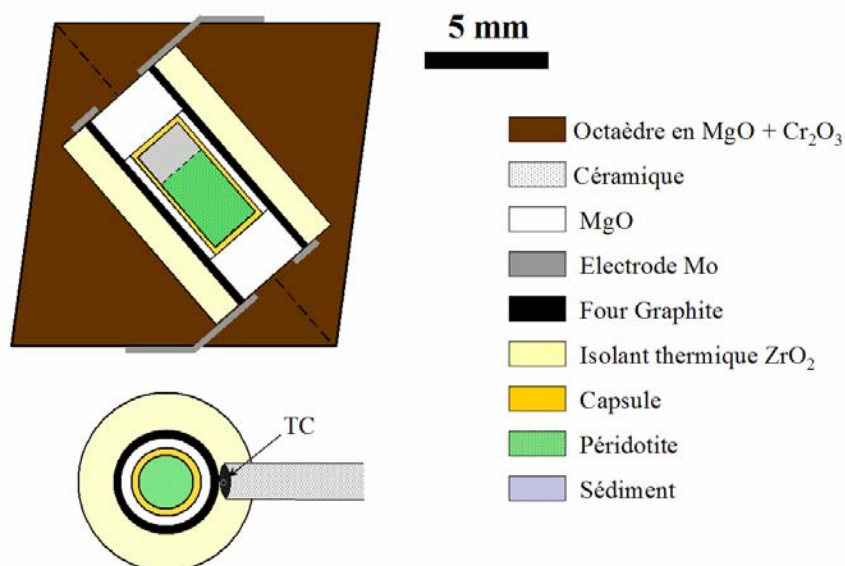 5 mm
Octaèdre en MgO + Cr₂O₃
Céramique
MgO
Electrode Mo
Four Graphite
Isolant thermique ZrO₂
Capsule
TC
Péridotite
Sédiment